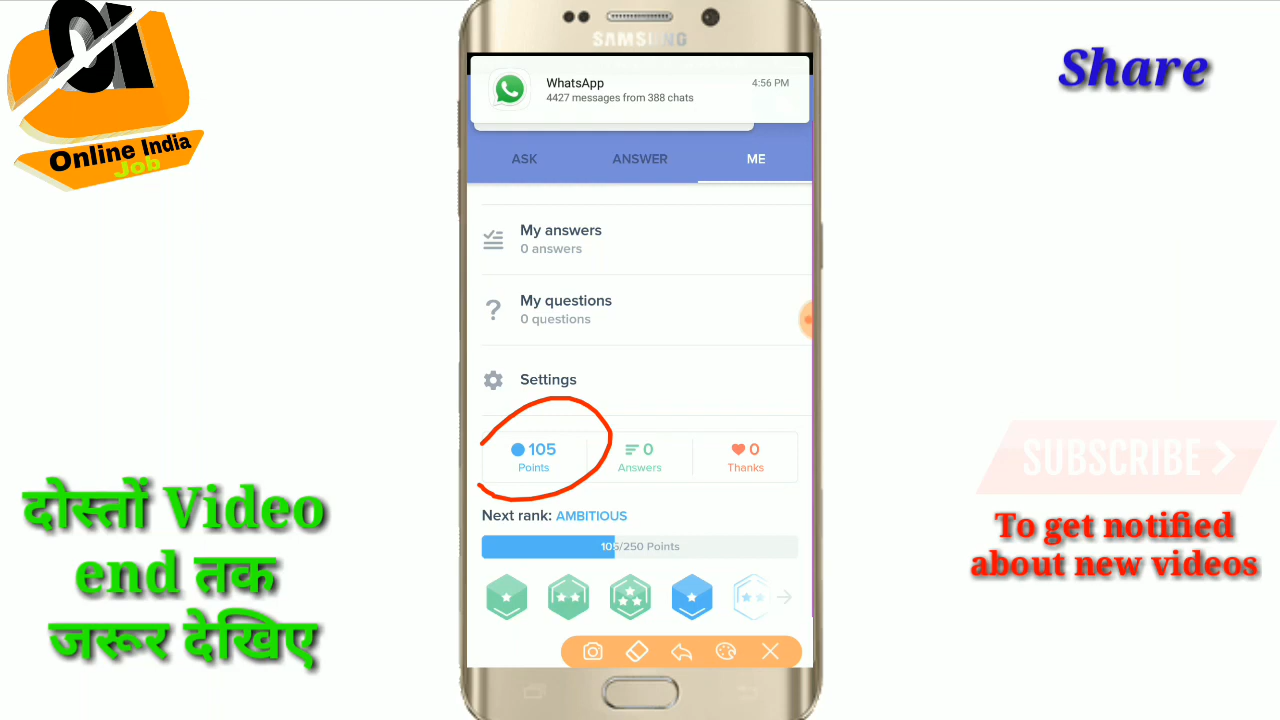 OI
Online India
Job
SAMSUNG
WhatsApp
4:56 PM
4427 messages from 388 chats
ASK
ANSWER
ME
My answers
0 answers
My questions
0 questions
Settings
105
Points
0
Answers
0
Thanks
Next rank: AMBITIOUS
105/250 Points
Share
दोस्तों Video
end तक
जरूर देखिए
SUBSCRIBE
To get notified
about new videos